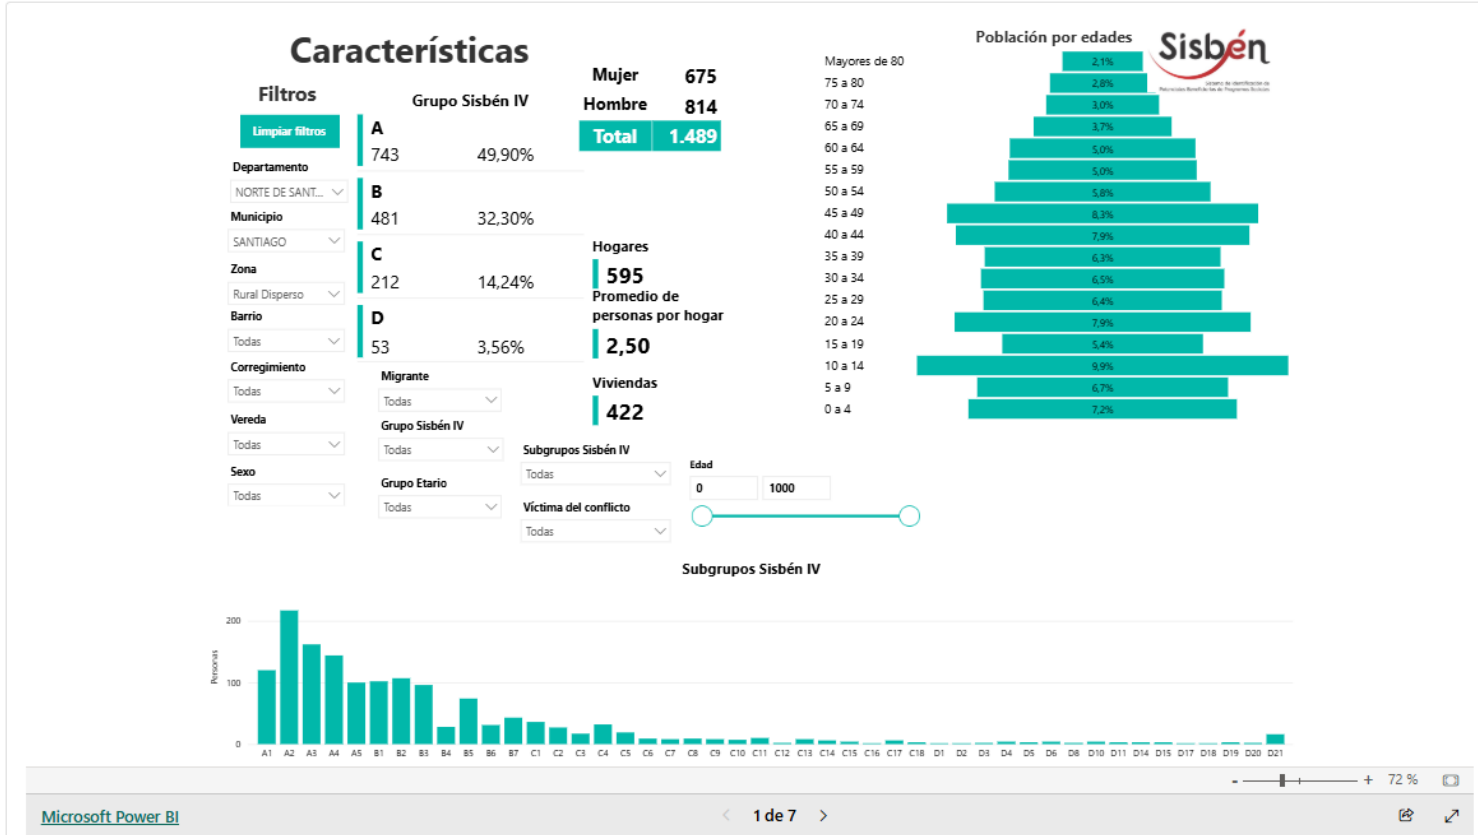 Características
Filtros
Limpiar filtros
Departamento
NORTE DE SANT...
Municipio
SANTIAGO
Zona
Rural Disperso
Barrio
Todas
Corregimiento
Todas
Vereda
Todas
Sexo
Todas
Grupo Sisbén IV
A
743 49,90%
B
481 32,30%
C
212 14,24%
D
53 3,56%
Migrante
Todas
Grupo Sisbén IV
Todas
Grupo Etario
Todas
Mujer 675
Hombre 814
Total 1.489
Hogares
595
Promedio de
personas por hogar
2,50
Viviendas
422
Subgrupos Sisbén IV
Todas
Víctima del conflicto
Todas
Edad
0 1000
Población por edades
Sisbén
Sistema de Identificación de
Potenciales Beneficiarios de Programas Sociales
Mayores de 80 2,1%
75 a 80 2,8%
70 a 74 3,0%
65 a 69 3,7%
60 a 64 5,0%
55 a 59 5,0%
50 a 54 5,8%
45 a 49 8,3%
40 a 44 7,9%
35 a 39 6,3%
30 a 34 6,5%
25 a 29 6,4%
20 a 24 7,9%
15 a 19 5,4%
10 a 14 9,9%
5 a 9 6,7%
0 a 4 7,2%
Subgrupos Sisbén IV
Personas
200
100
0
A1 A2 A3 A4 A5 B1 B2 B3 B4 B5 B6 B7 C1 C2 C3 C4 C5 C6 C7 C8 C9 C10 C11 C12 C13 C14 C15 C16 C17 C18 D1 D2 D3 D4 D5 D6 D8 D10 D11 D14 D15 D17 D18 D19 D20 D21
- + 72 %
Microsoft Power BI
1 de 7